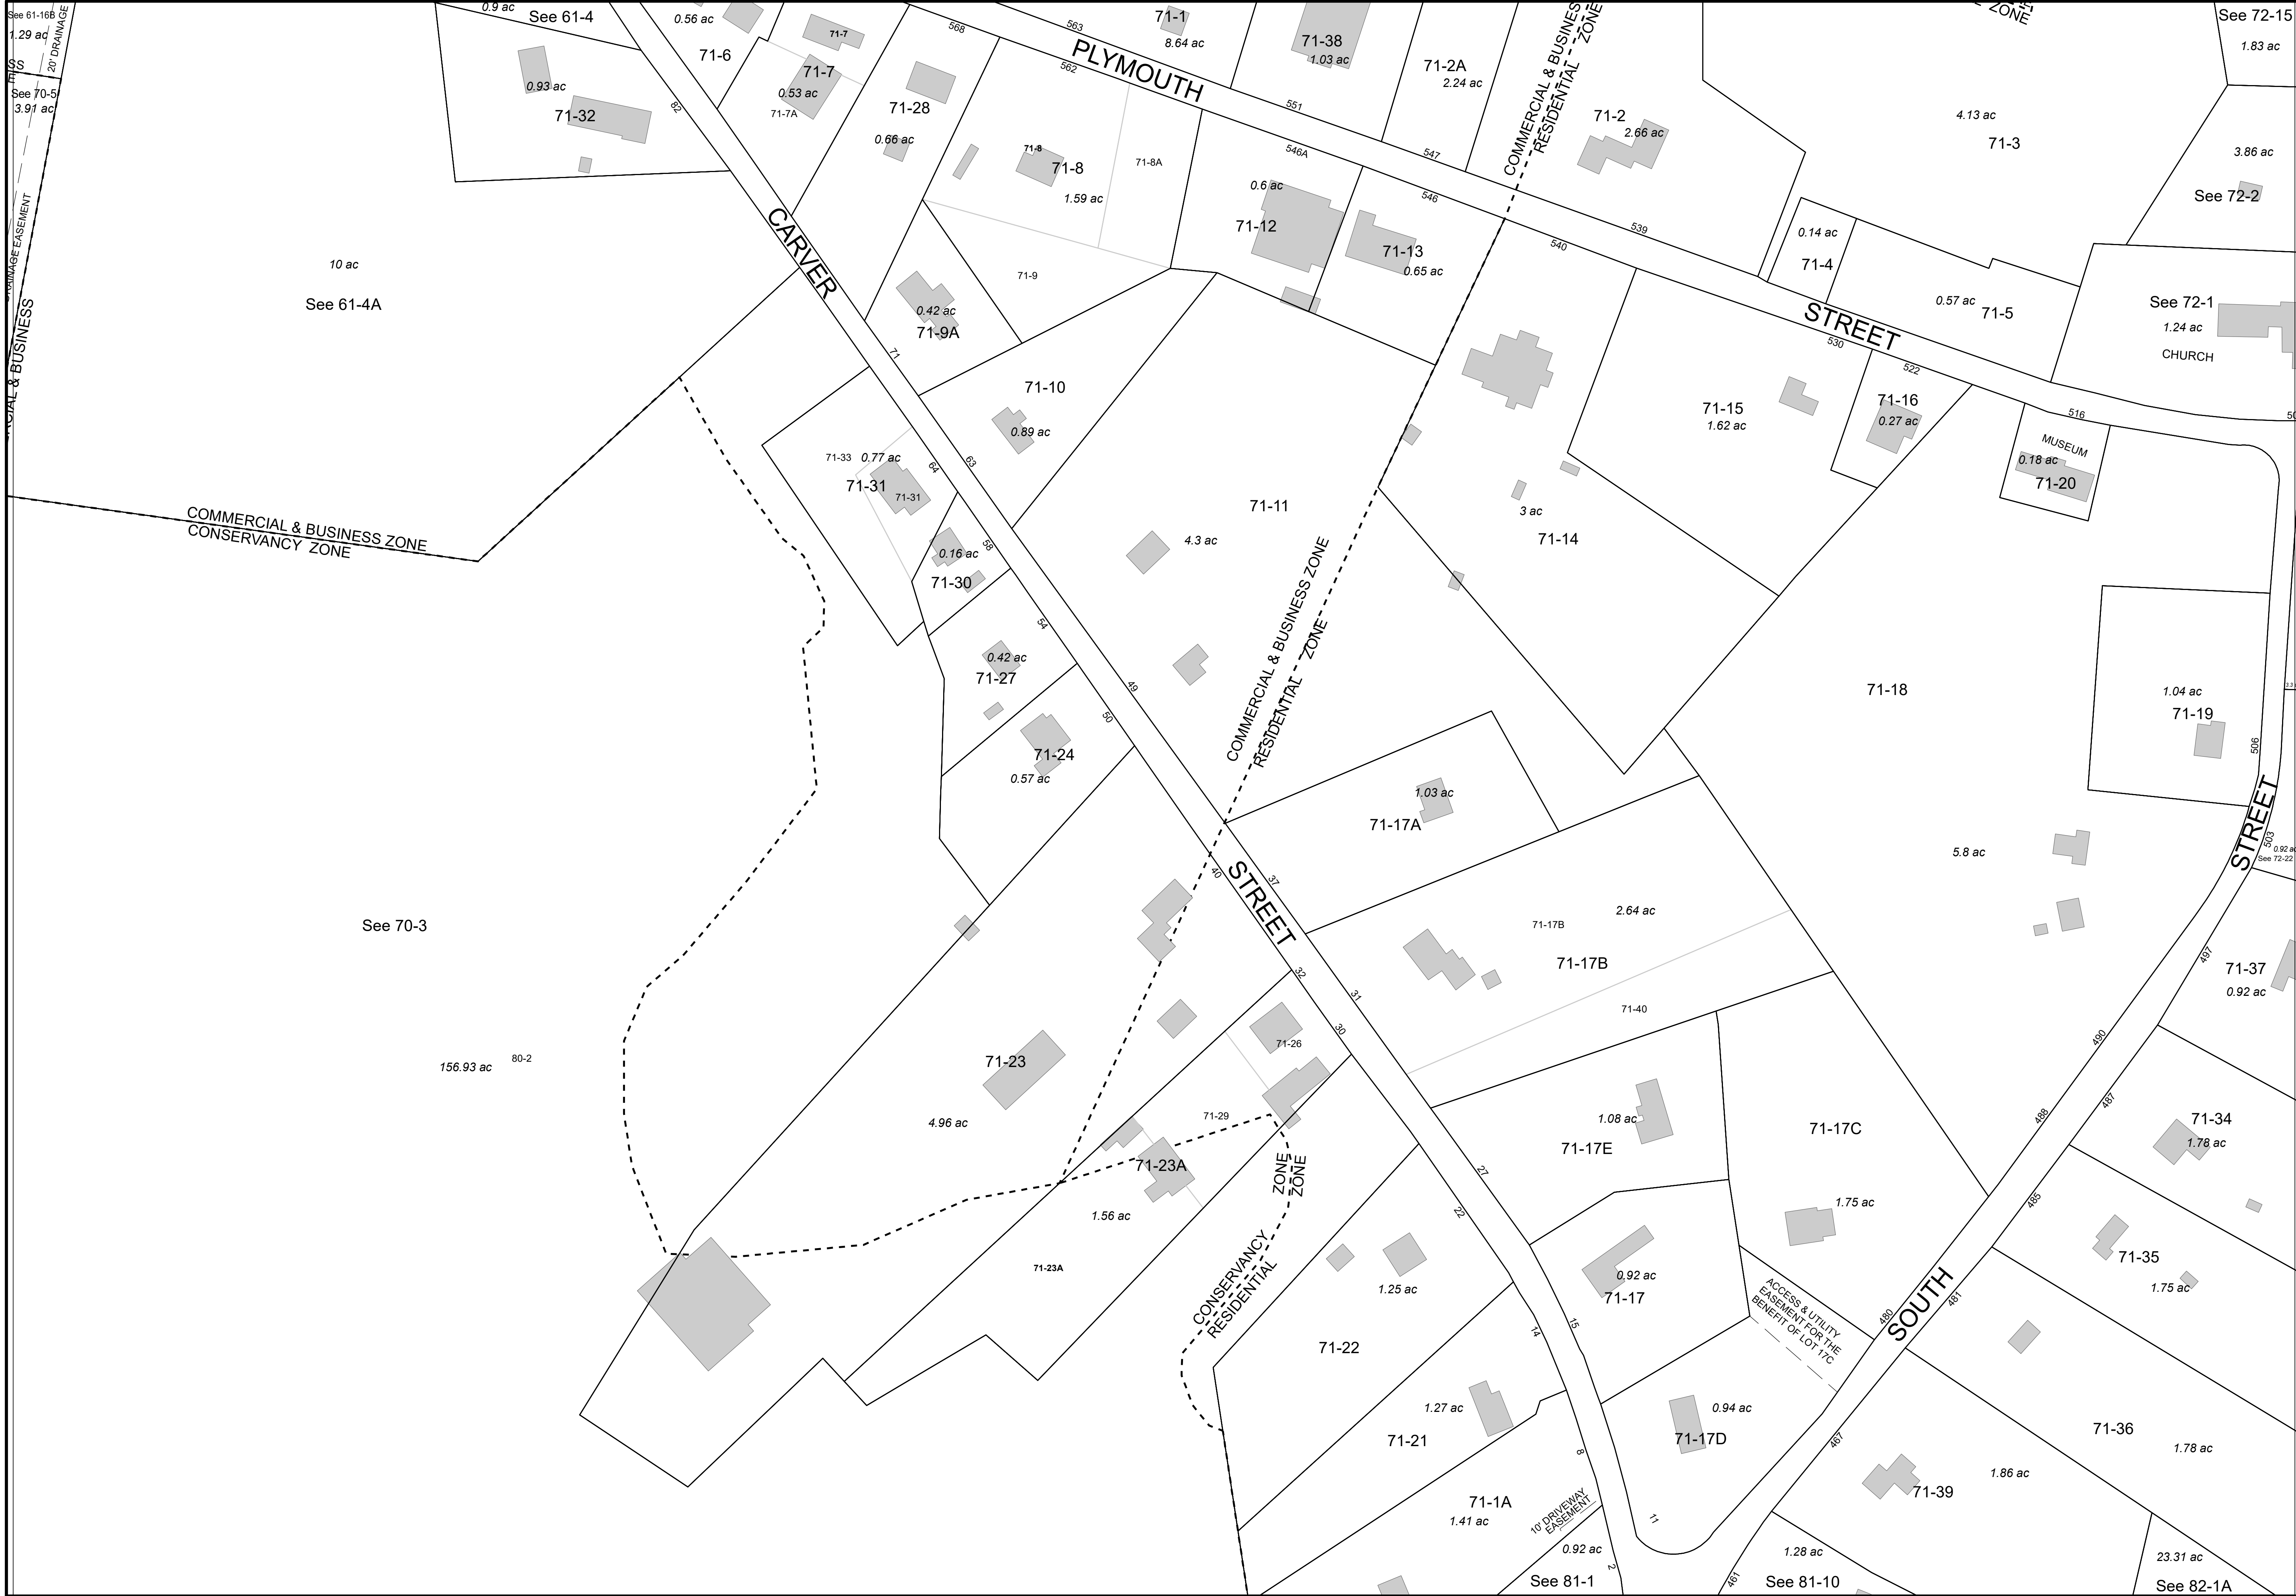 See 61-16B
1.29 ac
20' DRAINAGE
SS
See 70-5
3.91 ac
DRAINAGE EASEMENT
0.9 ac
See 61-4
0.93 ac
71-32
82
0.56 ac
71-6
71-7
71-7
0.53 ac
71-7A
568
563
PLYMOUTH
562
71-28
0.66 ac
71-8
71-8
1.59 ac
71-8A
71-1
8.64 ac
71-38
1.03 ac
551
71-2A
2.24 ac
547
COMMERCIAL & BUSINESS
RESIDENTIAL ZONE
71-2
2.66 ac
4.13 ac
71-3
See 72-15
1.83 ac
3.86 ac
See 72-2
546A
0.6 ac
71-12
546
71-13
0.65 ac
540
539
0.14 ac
71-4
0.57 ac
71-5
See 72-1
1.24 ac
CHURCH
STREET
530
522
516
CARVER
10 ac
See 61-4A
71-9
0.42 ac
71-9A
71
71-10
0.89 ac
63
64
71-33
0.77 ac
71-31
71-31
58
0.16 ac
71-30
54
0.42 ac
71-27
71-11
4.3 ac
71-15
1.62 ac
71-16
0.27 ac
MUSEUM
0.18 ac
71-20
3 ac
71-14
COMMERCIAL & BUSINESS ZONE
CONSERVANCY ZONE
COMMERCIAL & BUSINESS ZONE
RESIDENTIAL ZONE
71-18
5.8 ac
1.04 ac
71-19
506
STREET
503
0.92 ac
See 72-22
49
50
71-24
0.57 ac
1.03 ac
71-17A
40
STREET
37
2.64 ac
71-17B
71-17B
71-40
See 70-3
156.93 ac
80-2
71-23
4.96 ac
32
31
30
71-26
71-29
71-23A
1.56 ac
71-23A
CONSERVANCY ZONE
RESIDENTIAL ZONE
27
22
1.08 ac
71-17E
71-17C
1.75 ac
497
71-37
0.92 ac
490
488
487
71-34
1.78 ac
485
71-35
1.75 ac
0.92 ac
71-17
ACCESS & UTILITY
EASEMENT FOR THE
BENEFIT OF LOT 17C
480
SOUTH
481
1.25 ac
71-22
14
15
1.27 ac
71-21
8
0.94 ac
71-17D
467
71-36
1.78 ac
1.86 ac
71-39
71-1A
1.41 ac
10' DRIVEWAY
EASEMENT
11
0.92 ac
See 81-1
2
461
1.28 ac
See 81-10
23.31 ac
See 82-1A